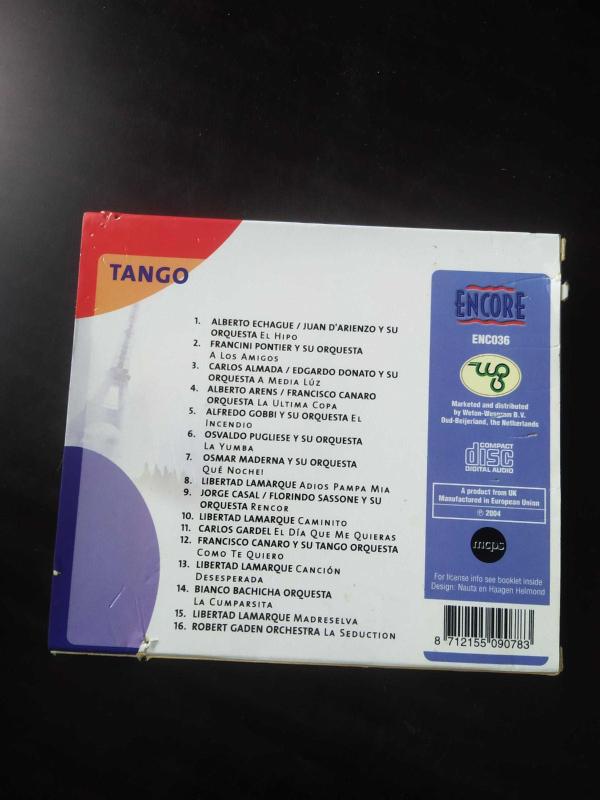 TANGO
1. ALBERTO ECHAGUE / JUAN D'ARIENZO Y SU
ORQUESTA EL HIPO
2. FRANCINI PONTIER Y SU ORQUESTA
A LOS AMIGOS
3. CARLOS ALMADA / EDGARDO DONATO Y SU
ORQUESTA A MEDIA LÚZ
4. ALBERTO ARENS / FRANCISCO CANARO
ORQUESTA LA ULTIMA COPA
5. ALFREDO GOBBI Y SU ORQUESTA EL
INCENDIO
6. OSVALDO PUGLIESE Y SU ORQUESTA
LA YUMBA
7. OSMAR MADERNA Y SU ORQUESTA
QUÉ NOCHE!
8. LIBERTAD LAMARQUE ADIOS PAMPA MIA
9. JORGE CASAL / FLORINDO SASSONE Y SU
ORQUESTA RENCOR
10. LIBERTAD LAMARQUE CAMINITO
11. CARLOS GARDEL EL DÍA QUE ME QUIERAS
12. FRANCISCO CANARO Y SU TANGO ORQUESTA
COMO TE QUIERO
13. LIBERTAD LAMARQUE CANCIÓN
DESESPERADA
14. BIANCO BACHICHA ORQUESTA
LA CUMPARSITA
15. LIBERTAD LAMARQUE MADRESELVA
16. ROBERT GADEN ORCHESTRA LA SEDUCTION
ENCORE
ENC036
wg
Marketed and distributed
by Weton-Wesgram B.V.
Oud-Beijerland, the Netherlands
COMPACT
disc
DIGITAL AUDIO
A product from UK
Manufactured in European Union
℗ 2004
mcps
For license info see booklet inside
Design: Nauta en Haagen Helmond
8 712155 090783